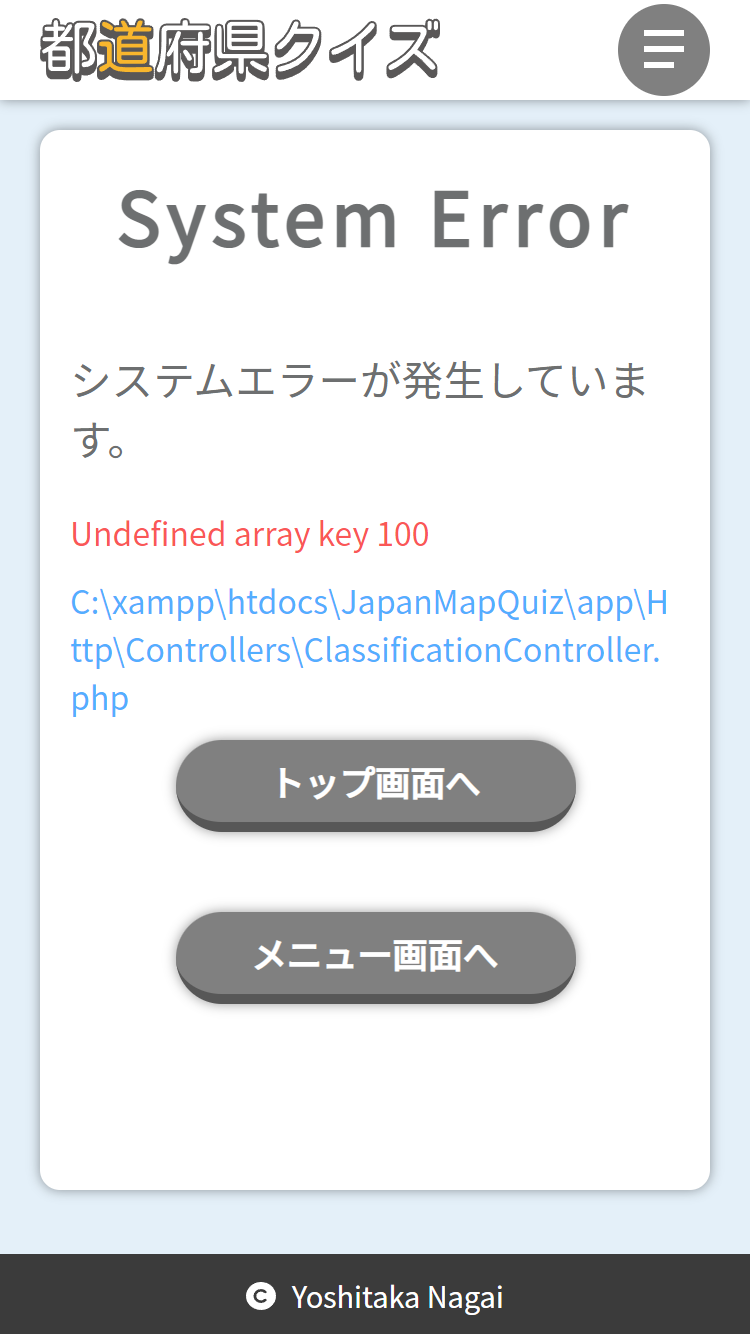 都道府県クイズ
System Error
システムエラーが発生していま
す。
Undefined array key 100
C:\xampp\htdocs\JapanMapQuiz\app\H
ttp\Controllers\ClassificationController.
php
トップ画面へ
メニュー画面へ
© Yoshitaka Nagai